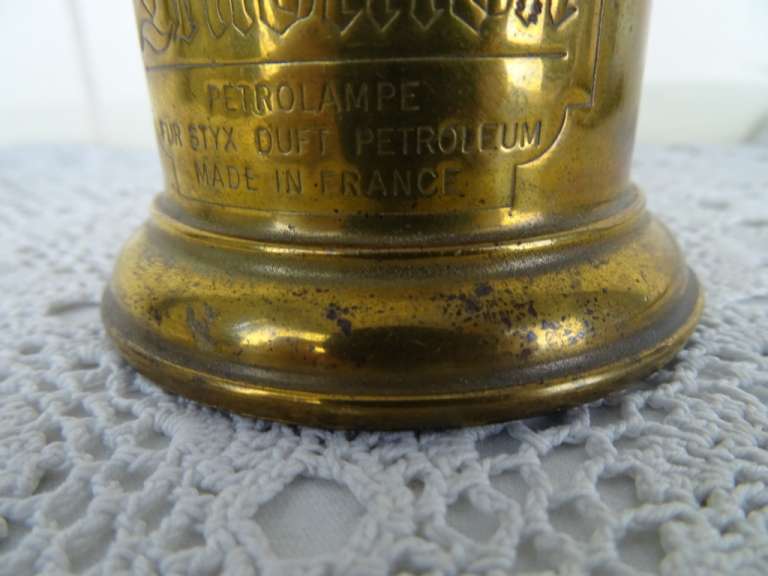 PETROLAMPE
FUR STYX DUFT PETROLEUM
MADE IN FRANCE